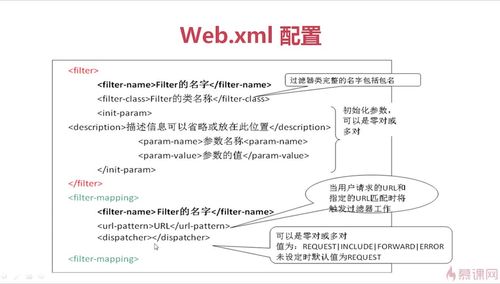 Web.xml 配置
<filter>
<filter-name>Filter的名字</filter-name>
过滤器类完整的名字包括包名
<filter-class>Filter的类名称</filter-class>
<init-param>
初始化参数，
可以是零对或
多对
<description>描述信息可以省略或放在此位置</description>
<param-name>参数名称<param-name>
<param-value>参数的值</param-value>
</init-param>
</filter>
<filter-mapping>
当用户请求的URL和
指定的URL匹配时将
触发过滤器工作
<filter-name>Filter的名字</filter-name>
<url-pattern>URL</url-pattern>
<dispatcher></dispatcher>
可以是零对或多对
值为：REQUEST|INCLUDE|FORWARD|ERROR
未设定时默认值为REQUEST
<filter-mapping>
慕课网